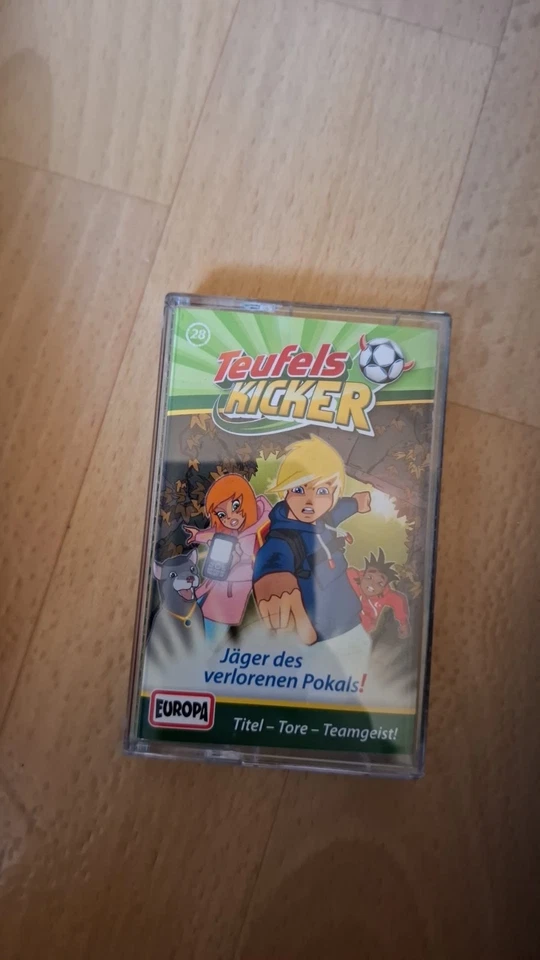 28
Teufels
KICKER
Jäger des
verlorenen Pokals!
EUROPA
Titel – Tore – Teamgeist!